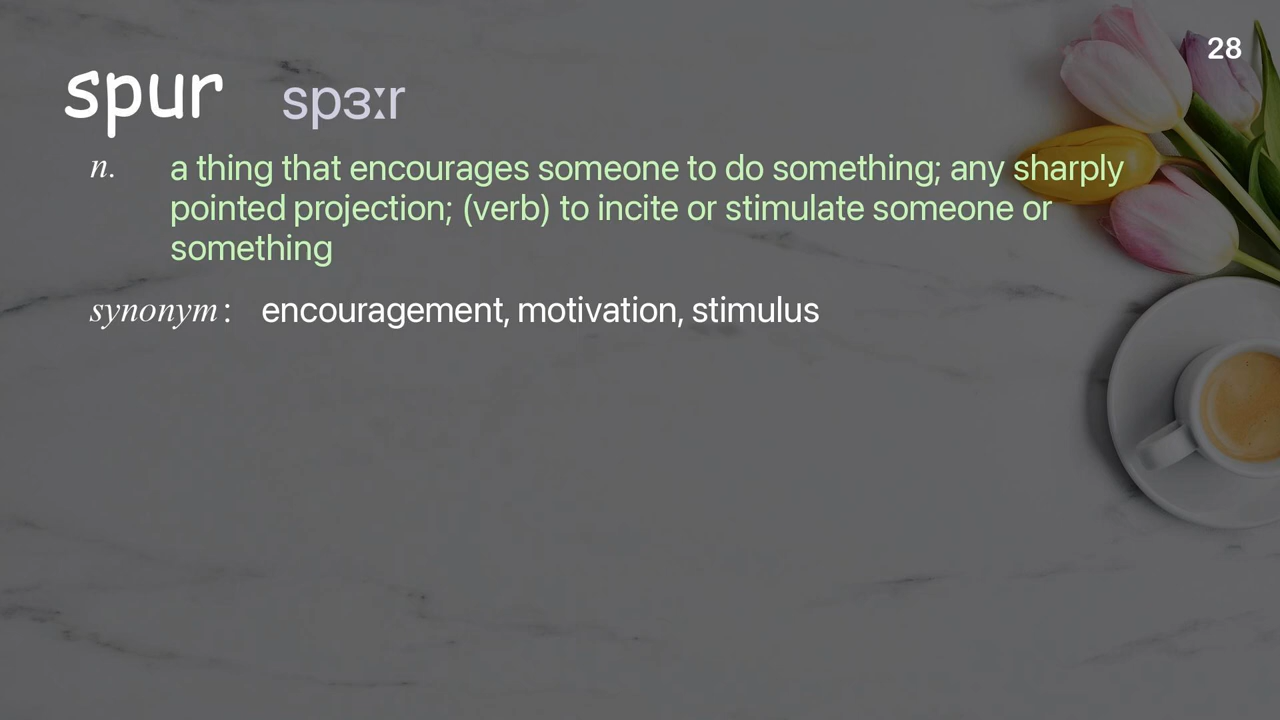 28
spur spɜːr
n. a thing that encourages someone to do something; any sharply
pointed projection; (verb) to incite or stimulate someone or
something
synonym: encouragement, motivation, stimulus